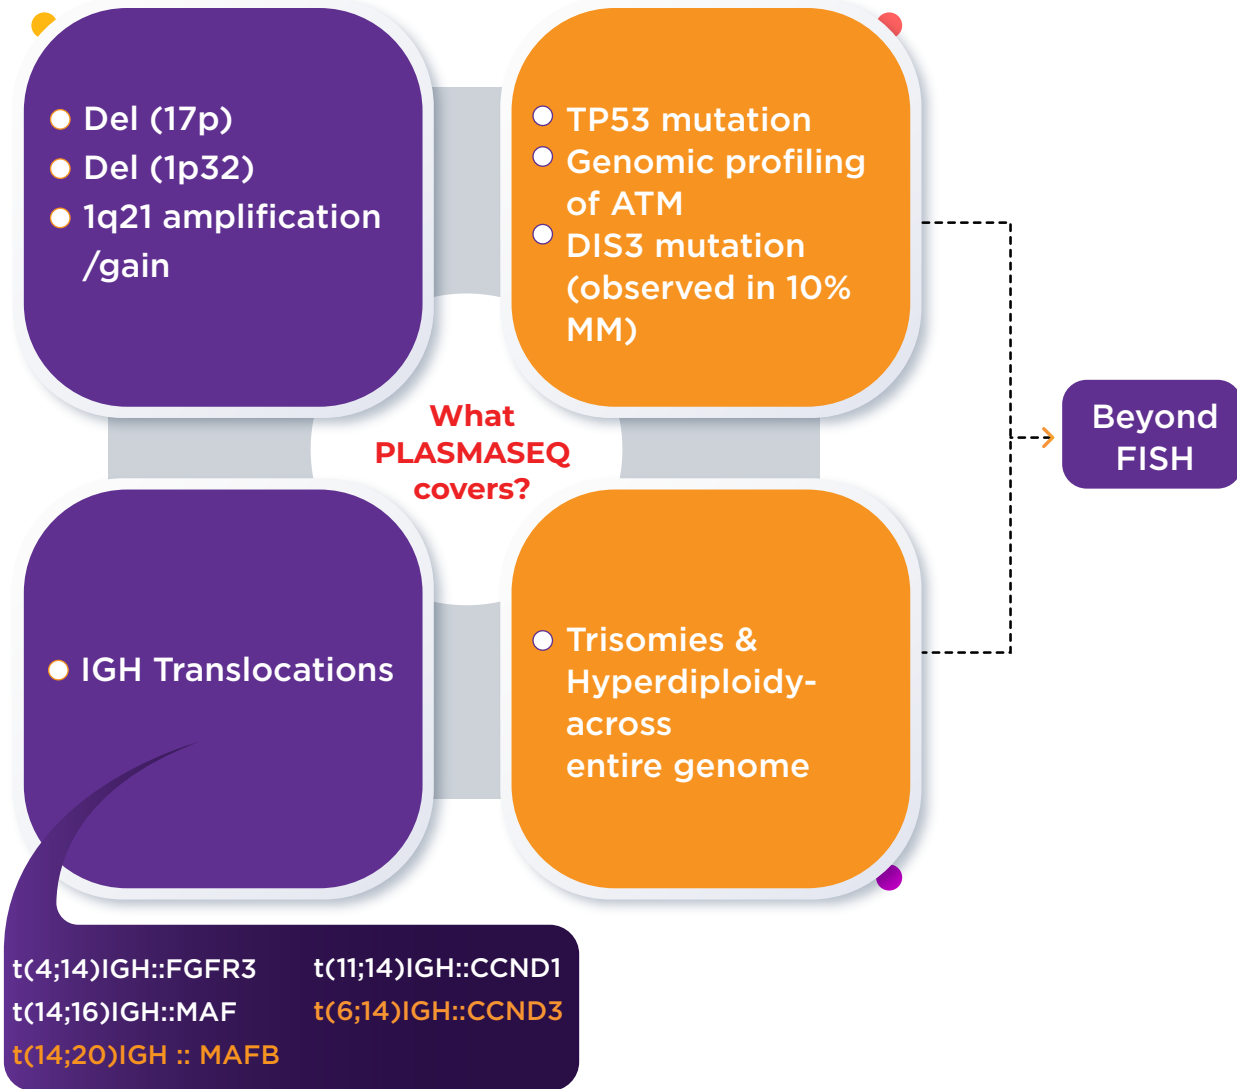 Del (17p)
Del (1p32)
1q21 amplification
/gain
TP53 mutation
Genomic profiling
of ATM
DIS3 mutation
(observed in 10%
MM)
What
PLASMASEQ
covers?
Beyond
FISH
IGH Translocations
Trisomies &
Hyperdiploidy-
across
entire genome
t(4;14)IGH::FGFR3
t(14;16)IGH::MAF
t(14;20)IGH :: MAFB
t(11;14)IGH::CCND1
t(6;14)IGH::CCND3